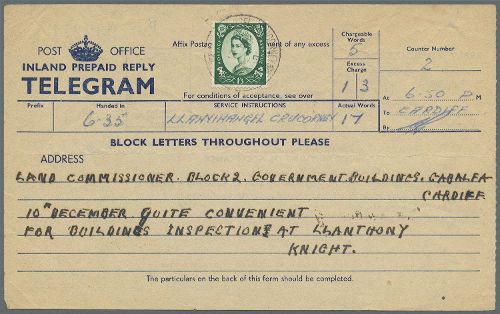 POST OFFICE
INLAND PREPAID REPLY
TELEGRAM
Affix Postag ment of any excess
For conditions of acceptance, see over
Chargeable Words
5
Excess Charge
1 3
Actual Words
17
Counter Number
2
At 6-50 PM
To CARDIFF
By
Prefix
Handed in
6-35
SERVICE INSTRUCTIONS
LLANVIHANGEL CRUCORNEY
BLOCK LETTERS THROUGHOUT PLEASE
ADDRESS
LAND COMMISSIONER. BLOCK 2. GOVERNMENT BUILDINGS. GABALFA
CARDIFF
10TH DECEMBER QUITE CONVENIENT
FOR BUILDINGS INSPECTIONS AT LLANTHONY
KNIGHT.
The particulars on the back of this form should be completed.